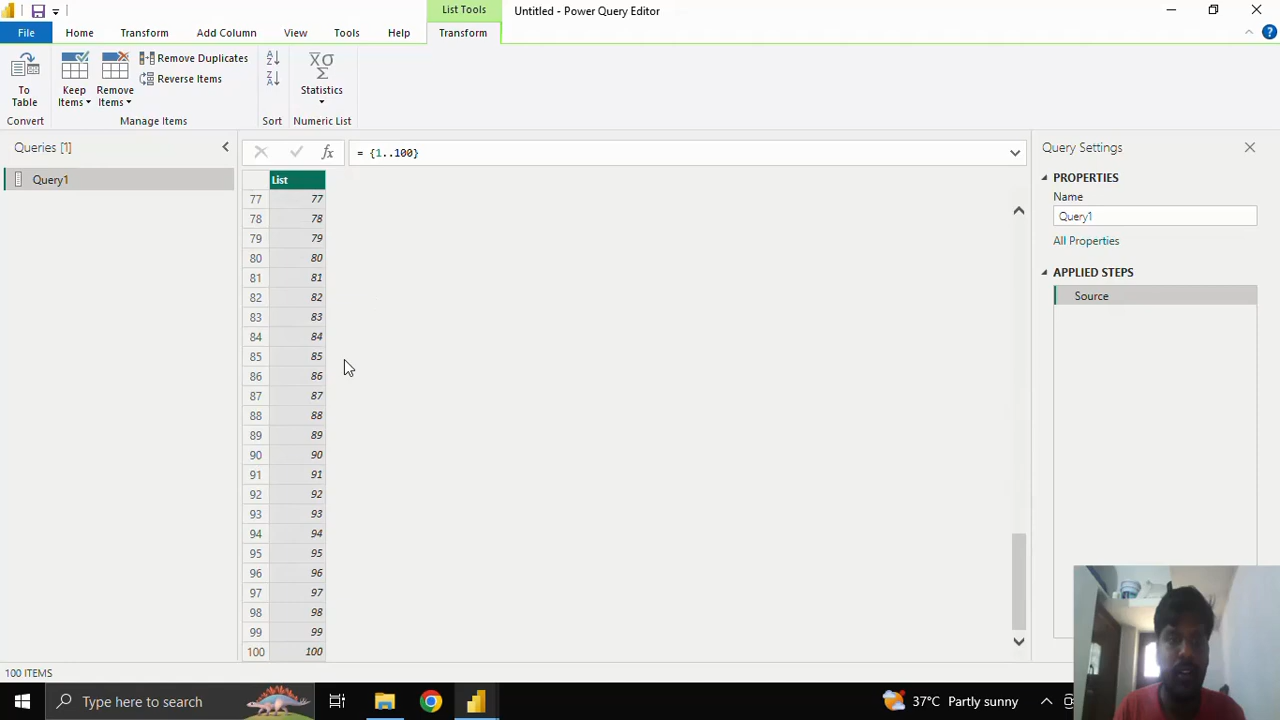 List Tools
Untitled - Power Query Editor
File
Home
Transform
Add Column
View
Tools
Help
Transform
To Table
Keep Items
Remove Items
Remove Duplicates
Reverse Items
Statistics
Convert
Manage Items
Sort
Numeric List
Queries [1]
fx
= {1..100}
Query Settings
Query1
List
77 77
78 78
79 79
80 80
81 81
82 82
83 83
84 84
85 85
86 86
87 87
88 88
89 89
90 90
91 91
92 92
93 93
94 94
95 95
96 96
97 97
98 98
99 99
100 100
PROPERTIES
Name
Query1
All Properties
APPLIED STEPS
Source
100 ITEMS
Type here to search
37°C Partly sunny